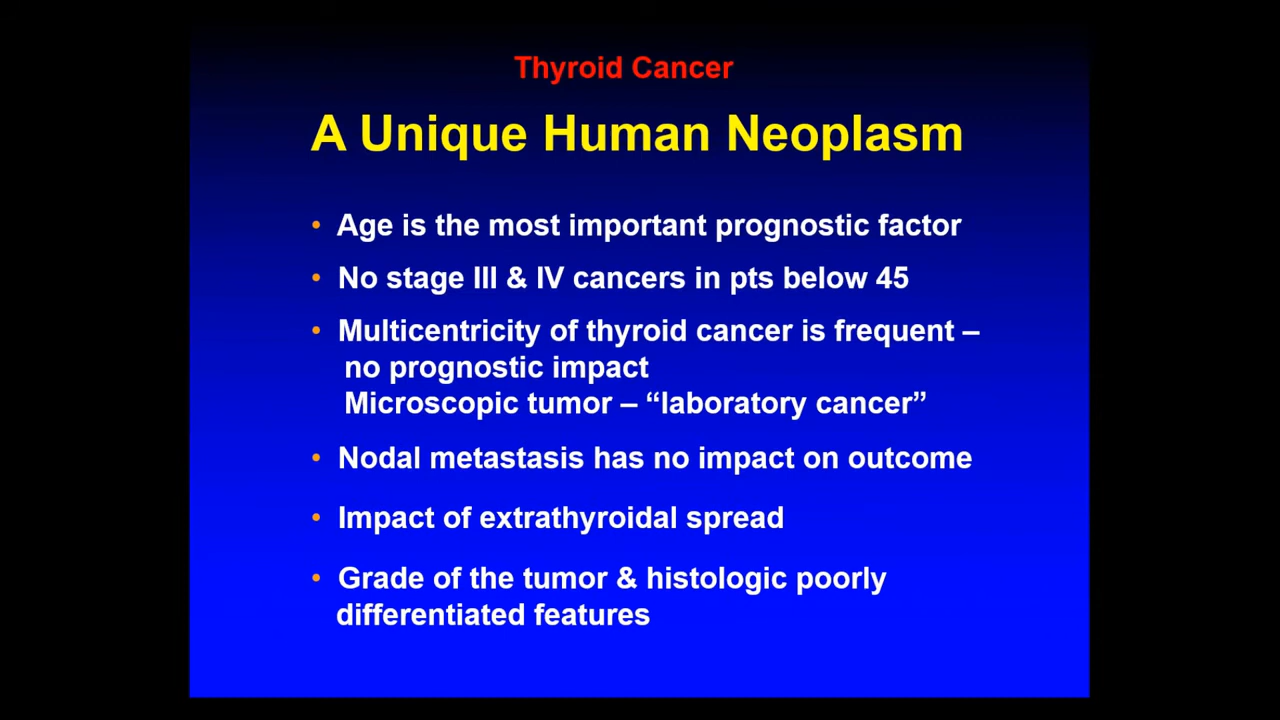 Thyroid Cancer
A Unique Human Neoplasm
• Age is the most important prognostic factor
• No stage III & IV cancers in pts below 45
• Multicentricity of thyroid cancer is frequent –
no prognostic impact
Microscopic tumor – “laboratory cancer”
• Nodal metastasis has no impact on outcome
• Impact of extrathyroidal spread
• Grade of the tumor & histologic poorly
differentiated features